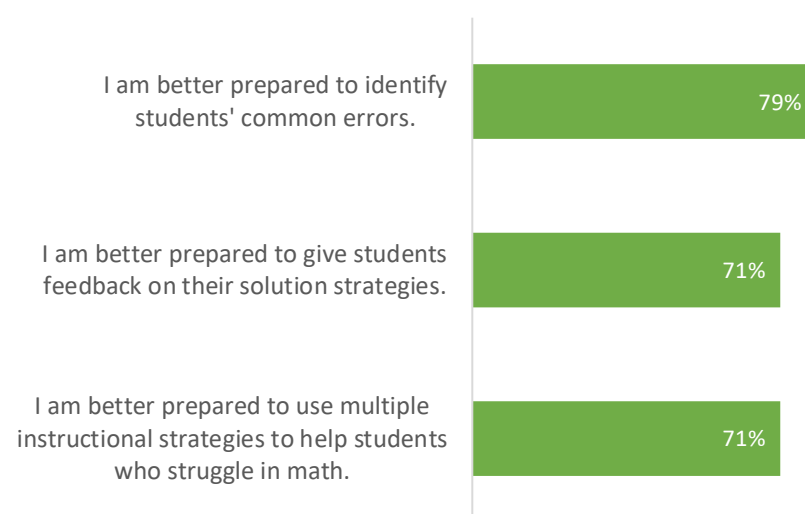 I am better prepared to identify
students' common errors.
79%
I am better prepared to give students
feedback on their solution strategies.
71%
I am better prepared to use multiple
instructional strategies to help students
who struggle in math.
71%